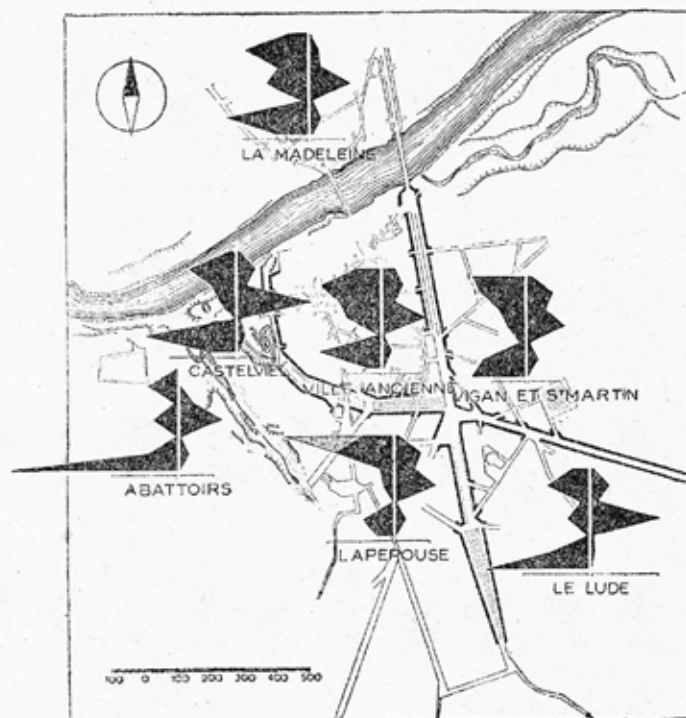 LA MADELEINE
CASTELVIEL
VILLE ANCIENNE
VIGAN ET St MARTIN
ABATTOIRS
LAPEROUSE
LE LUDE
100 0 100 200 300 400 500